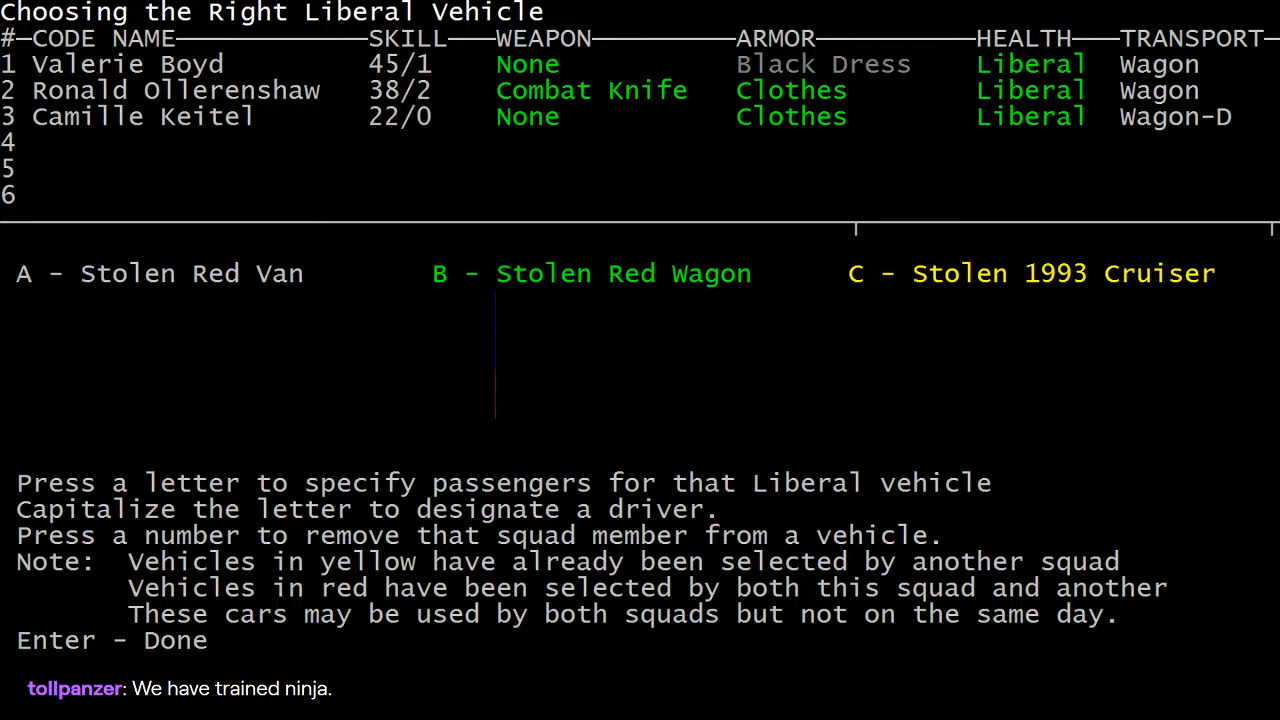 Choosing the Right Liberal Vehicle
#—CODE NAME————————————SKILL———WEAPON—————————ARMOR——————————HEALTH———TRANSPORT—
1 Valerie Boyd         45/1    None           Black Dress    Liberal  Wagon
2 Ronald Ollerenshaw   38/2    Combat Knife   Clothes        Liberal  Wagon
3 Camille Keitel       22/0    None           Clothes        Liberal  Wagon-D
4
5
6
A - Stolen Red Van        B - Stolen Red Wagon      C - Stolen 1993 Cruiser
Press a letter to specify passengers for that Liberal vehicle
Capitalize the letter to designate a driver.
Press a number to remove that squad member from a vehicle.
Note:  Vehicles in yellow have already been selected by another squad
Vehicles in red have been selected by both this squad and another
These cars may be used by both squads but not on the same day.
Enter - Done
tollpanzer: We have trained ninja.